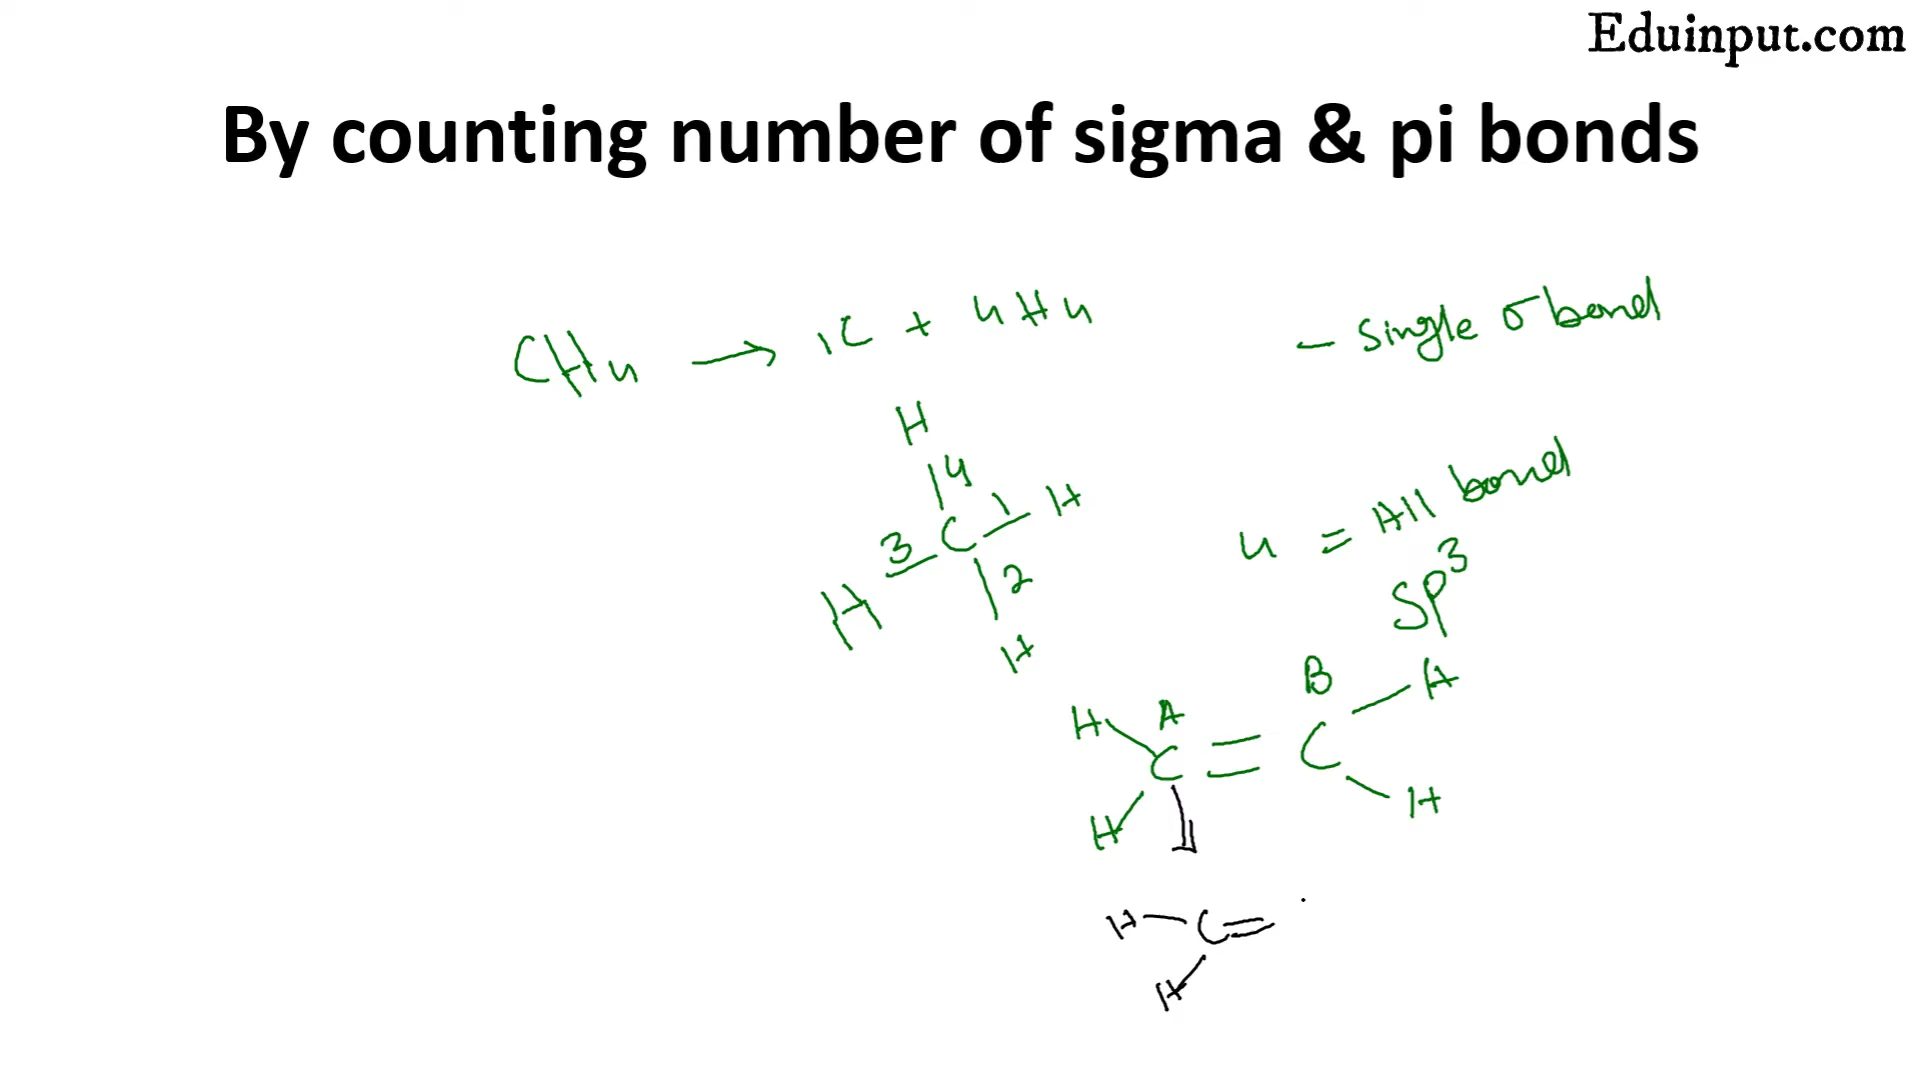 Eduinput.com
By counting number of sigma & pi bonds
CH4 → 1C + 4H4
- single σ bond
H
4
C 1 H
3
H
2
H
4 = All bond
SP3
H A B H
C = C
H H
H - C =
H